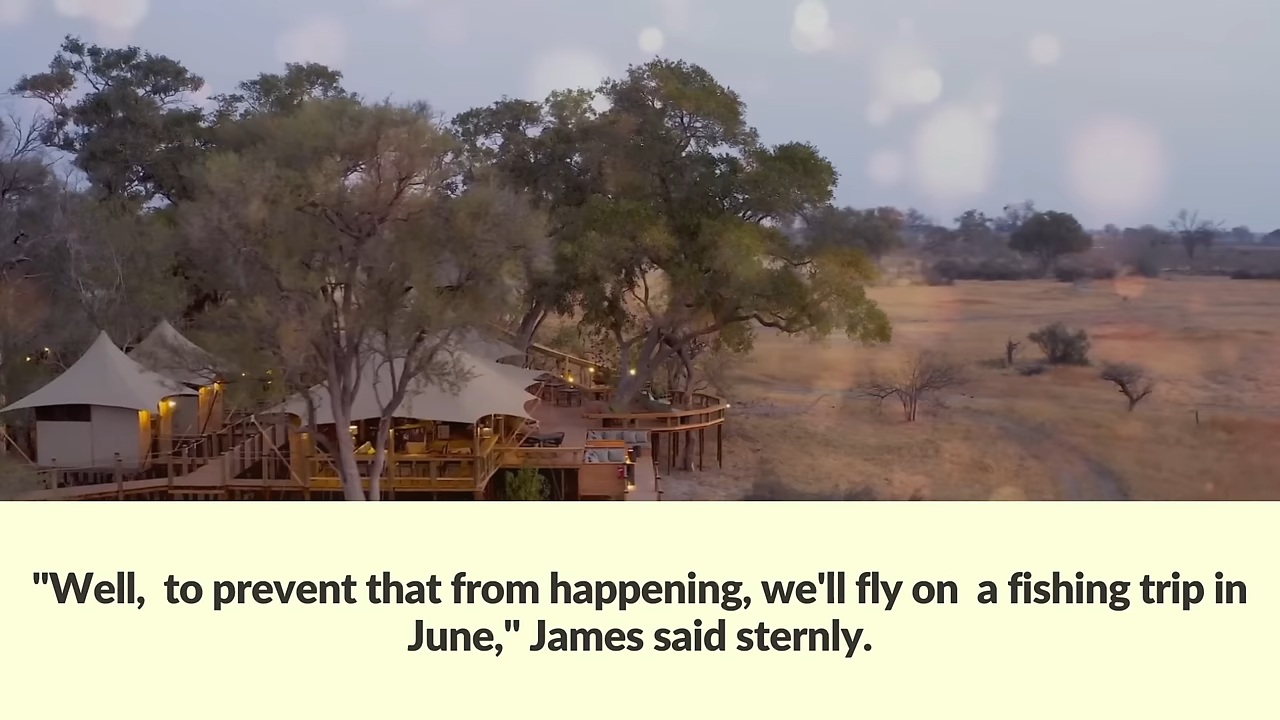 "Well,  to prevent that from happening, we'll fly on  a fishing trip in
June," James said sternly.